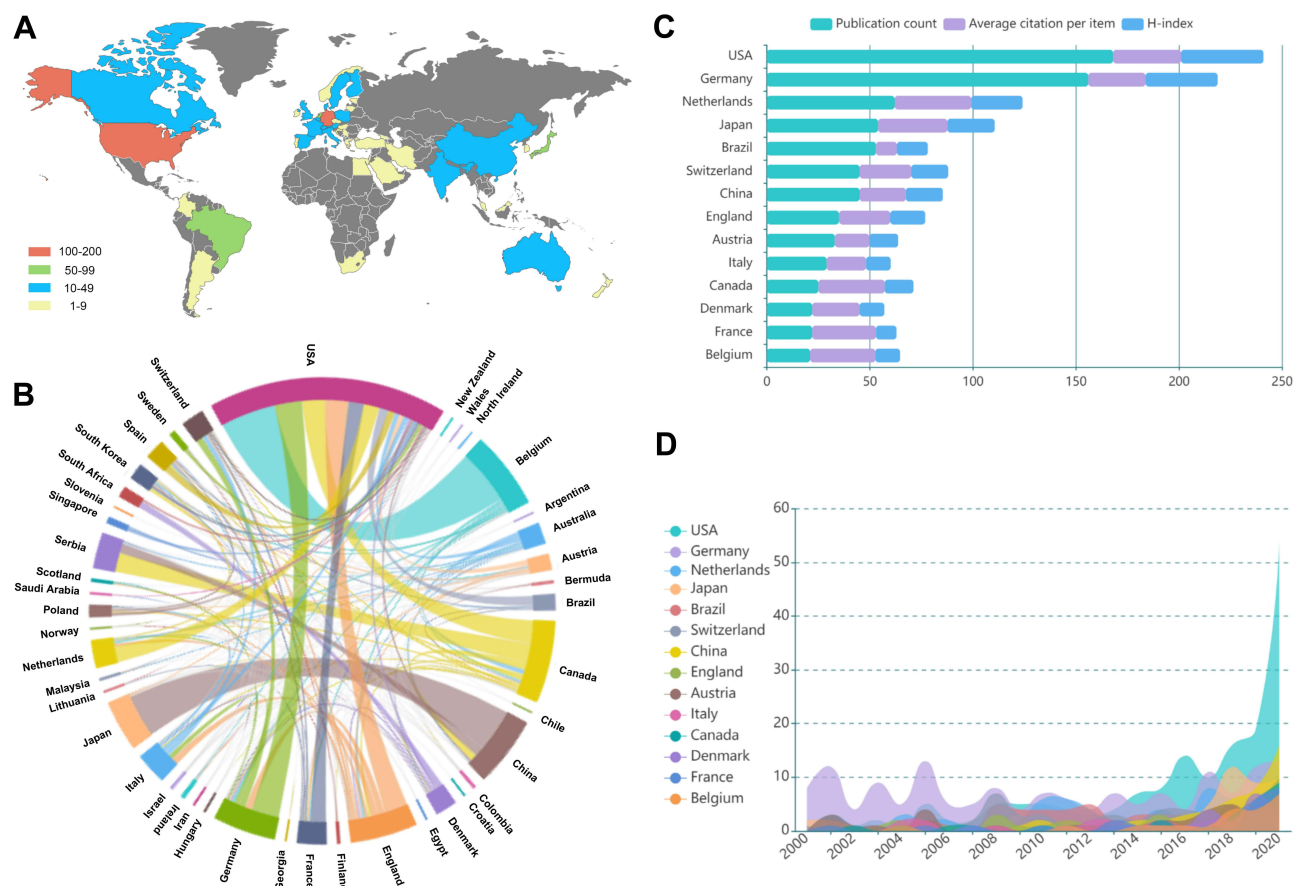 A
100-200
50-99
10-49
1-9
B
USA
New Zealand
Wales
North Ireland
Belgium
Argentina
Australia
Austria
Bermuda
Brazil
Canada
Chile
China
Colombia
Croatia
Denmark
Egypt
England
Finland
France
Georgia
Germany
Hungary
Iran
Ireland
Israel
Italy
Japan
Lithuania
Malaysia
Netherlands
Norway
Poland
Saudi Arabia
Scotland
Serbia
Singapore
Slovenia
South Africa
South Korea
Spain
Sweden
Switzerland
C
Publication count Average citation per item H-index
USA
Germany
Netherlands
Japan
Brazil
Switzerland
China
England
Austria
Italy
Canada
Denmark
France
Belgium
0 50 100 150 200 250
D
USA
Germany
Netherlands
Japan
Brazil
Switzerland
China
England
Austria
Italy
Canada
Denmark
France
Belgium
60
50
40
30
20
10
0
2000 2002 2004 2006 2008 2010 2012 2014 2016 2018 2020